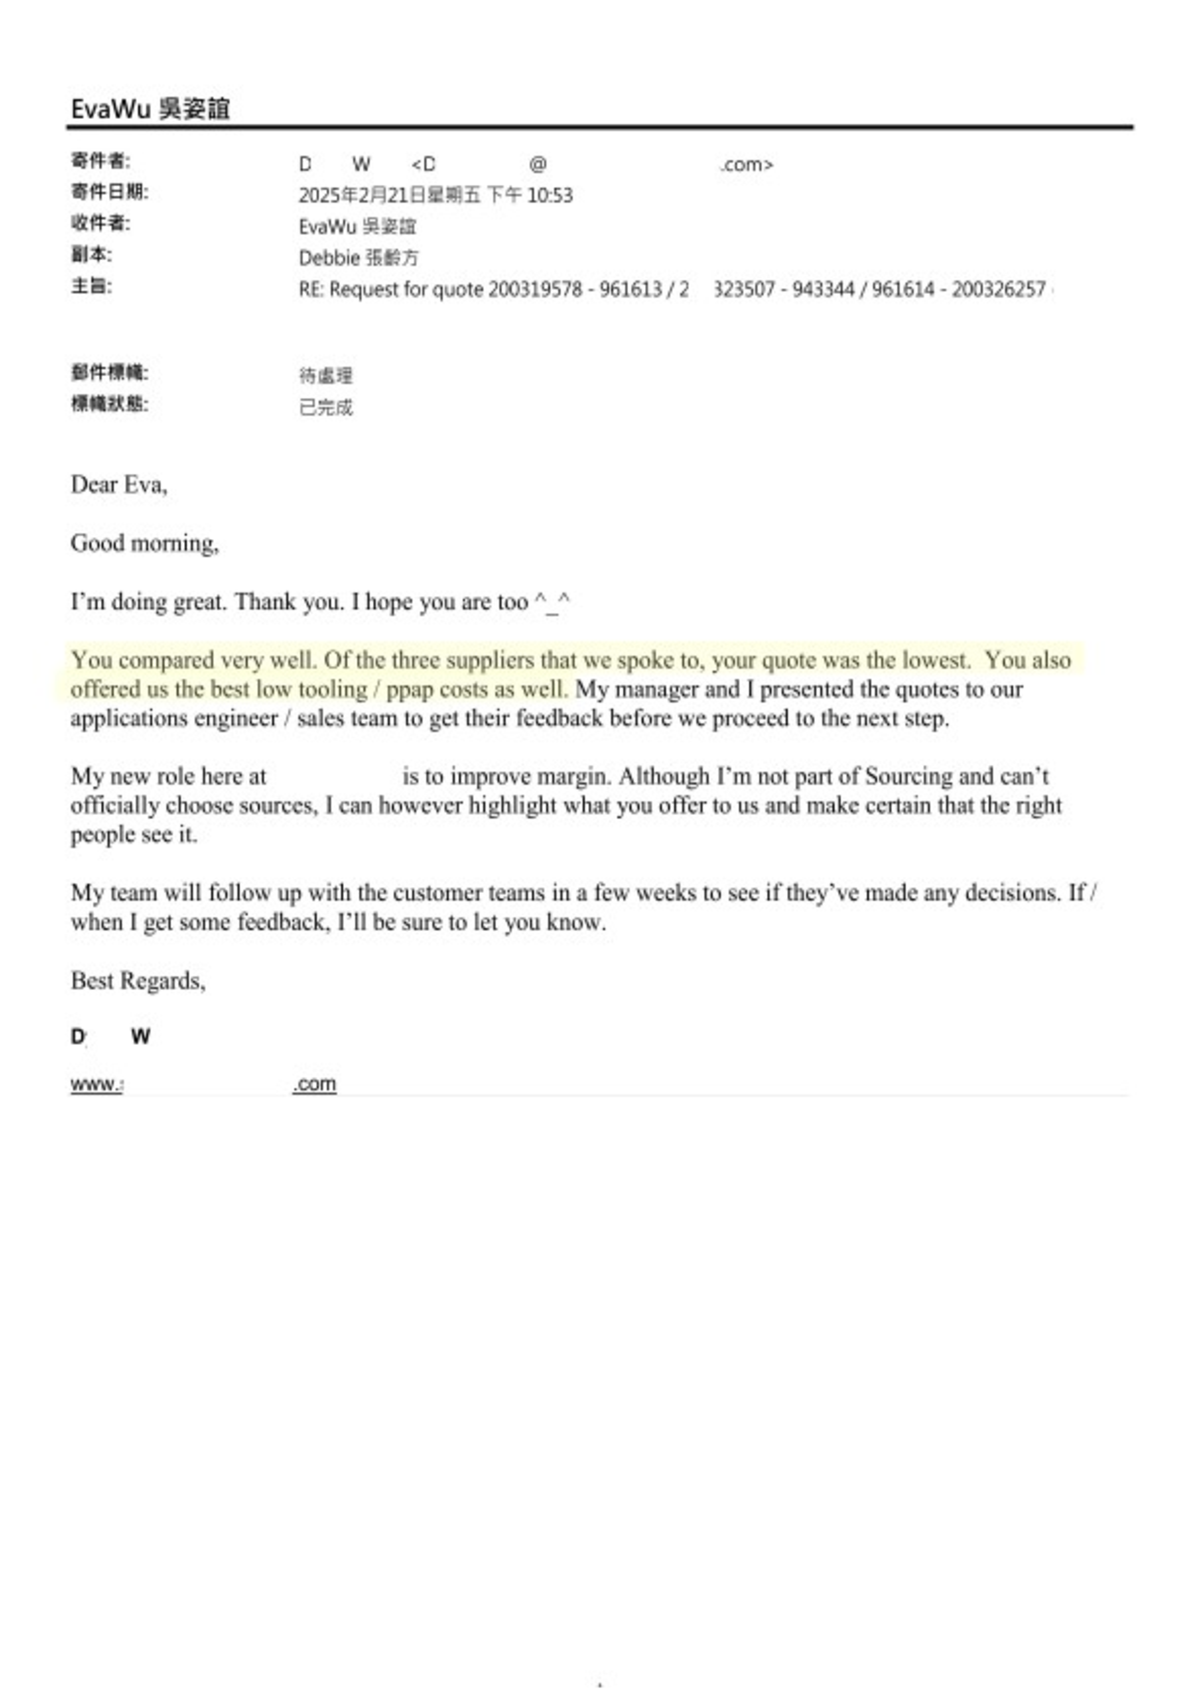 EvaWu 吳姿誼
寄件者: D W <D @ .com>
寄件日期: 2025年2月21日星期五 下午 10:53
收件者: EvaWu 吳姿誼
副本: Debbie 張齡方
主旨: RE: Request for quote 200319578 - 961613 / 2 323507 - 943344 / 961614 - 200326257
郵件標幟: 待處理
標幟狀態: 已完成
Dear Eva,
Good morning,
I’m doing great. Thank you. I hope you are too ^_^
You compared very well. Of the three suppliers that we spoke to, your quote was the lowest.  You also
offered us the best low tooling / ppap costs as well. My manager and I presented the quotes to our
applications engineer / sales team to get their feedback before we proceed to the next step.
My new role here at is to improve margin. Although I’m not part of Sourcing and can’t
officially choose sources, I can however highlight what you offer to us and make certain that the right
people see it.
My team will follow up with the customer teams in a few weeks to see if they’ve made any decisions. If /
when I get some feedback, I’ll be sure to let you know.
Best Regards,
D W
www. .com